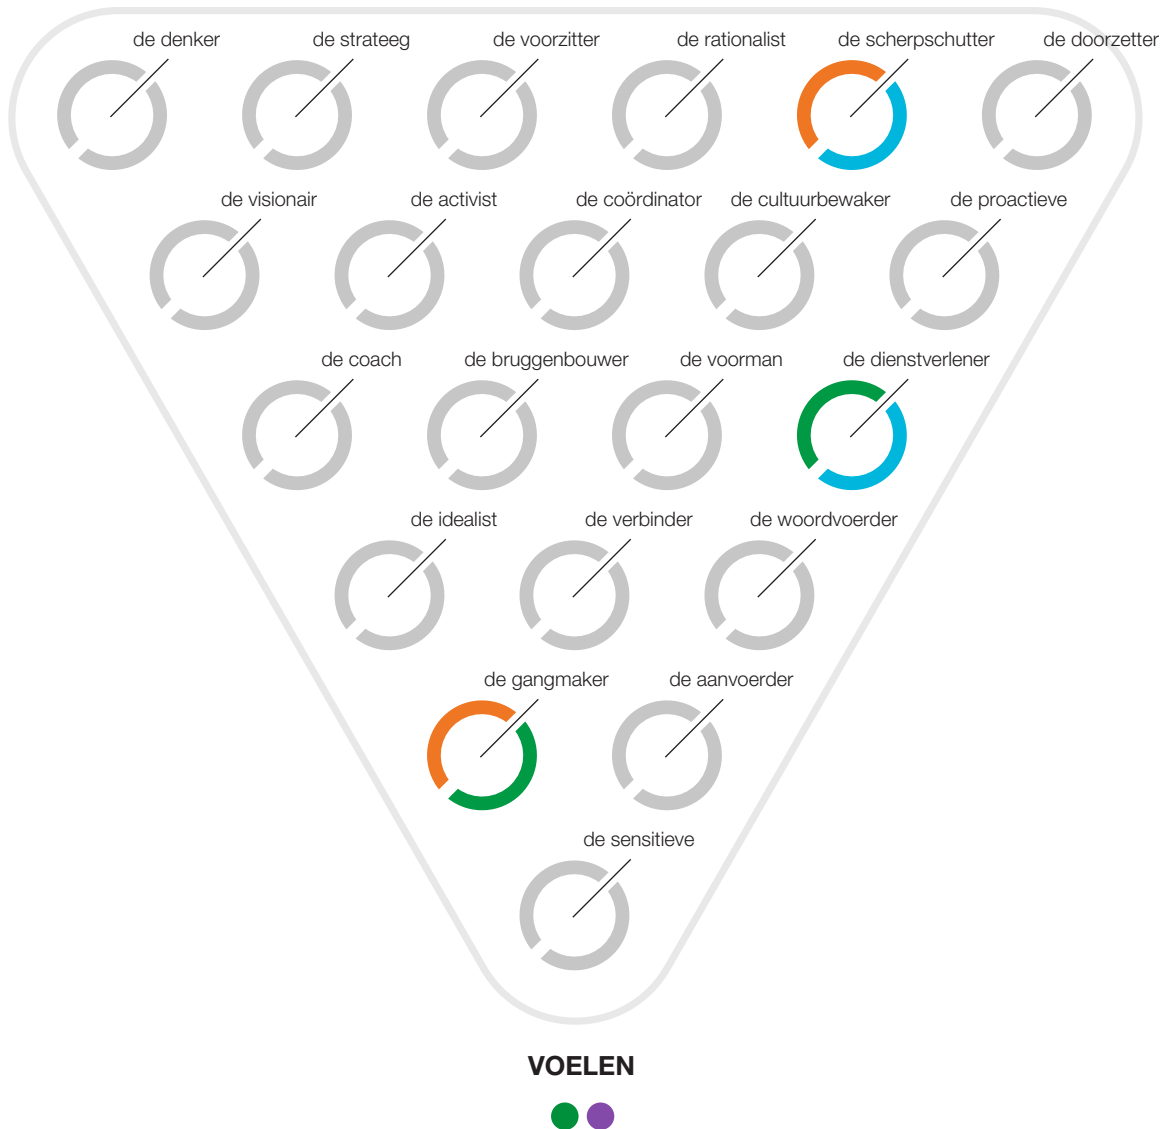 de denker de strateeg de voorzitter de rationalist de scherpschutter de doorzetter
de visionair de activist de coördinator de cultuurbewaker de proactieve
de coach de bruggenbouwer de voorman de dienstverlener
de idealist de verbinder de woordvoerder
de gangmaker de aanvoerder
de sensitieve
VOELEN